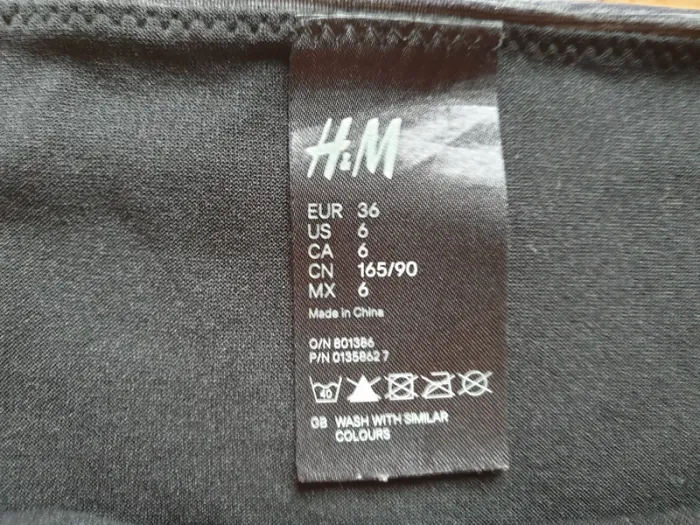 H&M
EUR 36
US 6
CA 6
CN 165/90
MX 6
Made in China
O/N 801386
P/N 0135862 7
40
GB WASH WITH SIMILAR
COLOURS